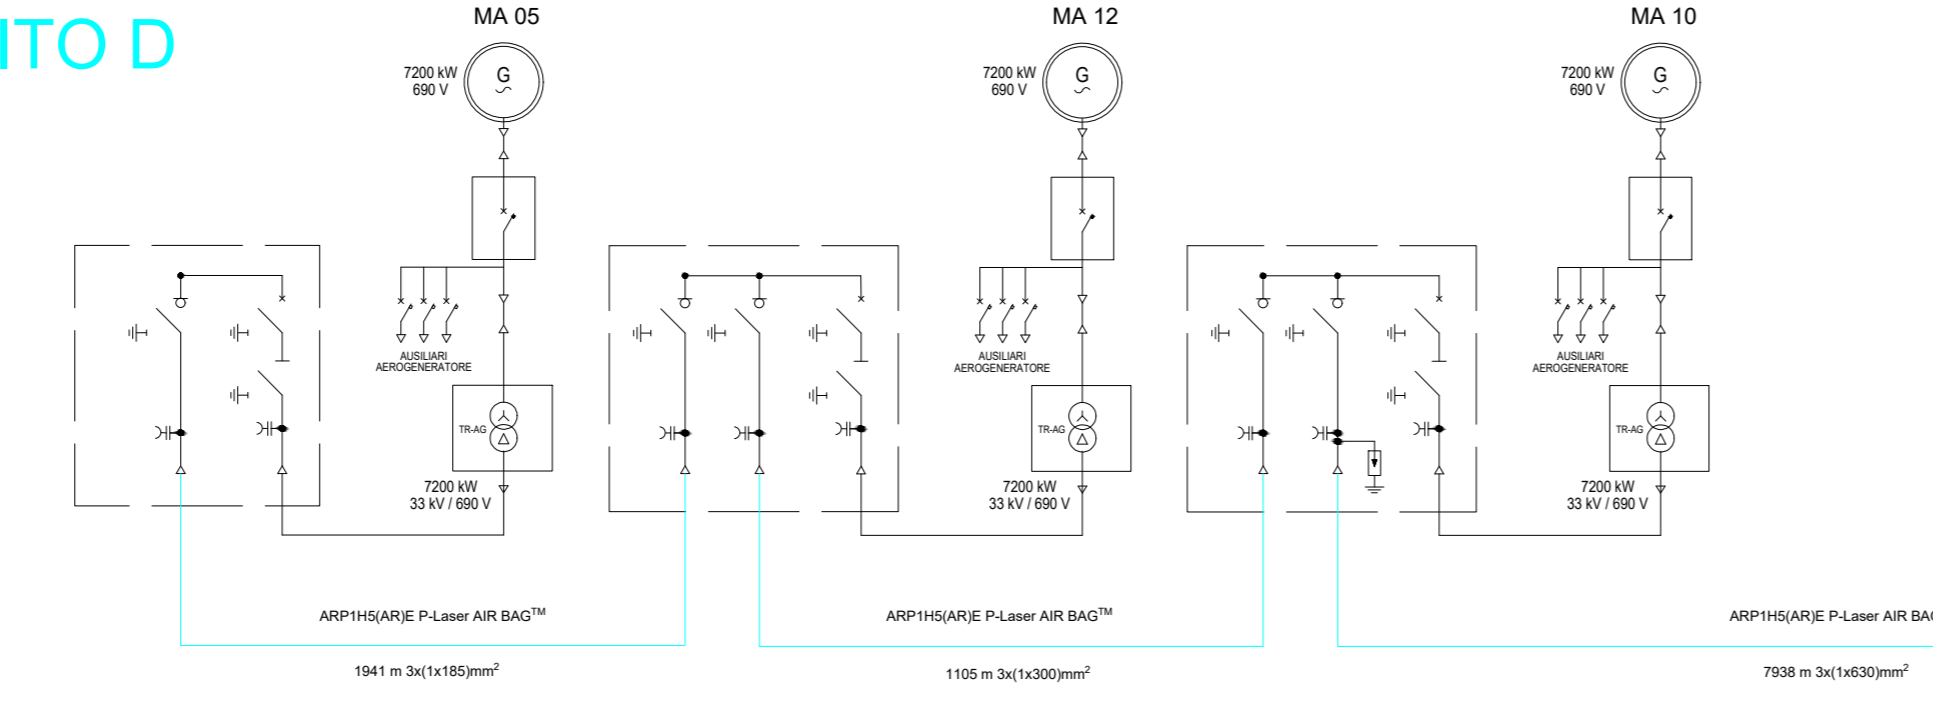 ITO D
MA 05
7200 kW
690 V
G
AUSILIARI
AEROGENERATORE
TR-AG
7200 kW
33 kV / 690 V
MA 12
7200 kW
690 V
G
AUSILIARI
AEROGENERATORE
TR-AG
7200 kW
33 kV / 690 V
MA 10
7200 kW
690 V
G
AUSILIARI
AEROGENERATORE
TR-AG
7200 kW
33 kV / 690 V
ARP1H5(AR)E P-Laser AIR BAG™
1941 m 3x(1x185)mm²
ARP1H5(AR)E P-Laser AIR BAG™
1105 m 3x(1x300)mm²
ARP1H5(AR)E P-Laser AIR BA
7938 m 3x(1x630)mm²